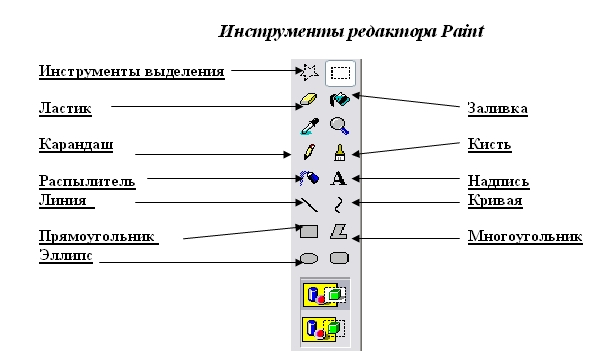 Инструменты редактора Paint
Инструменты выделения
Ластик
Заливка
Карандаш
Кисть
Распылитель
Надпись
Линия
Кривая
Прямоугольник
Многоугольник
Эллипс
A